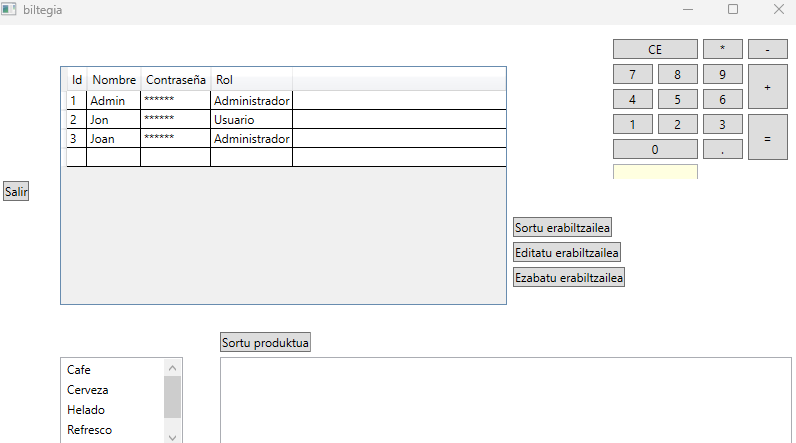 biltegia
CE * -
7 8 9 +
4 5 6
1 2 3 =
0 .
Id Nombre Contraseña Rol
1 Admin ****** Administrador
2 Jon ****** Usuario
3 Joan ****** Administrador
Salir
Sortu erabiltzailea
Editatu erabiltzailea
Ezabatu erabiltzailea
Sortu produktua
Cafe
Cerveza
Helado
Refresco